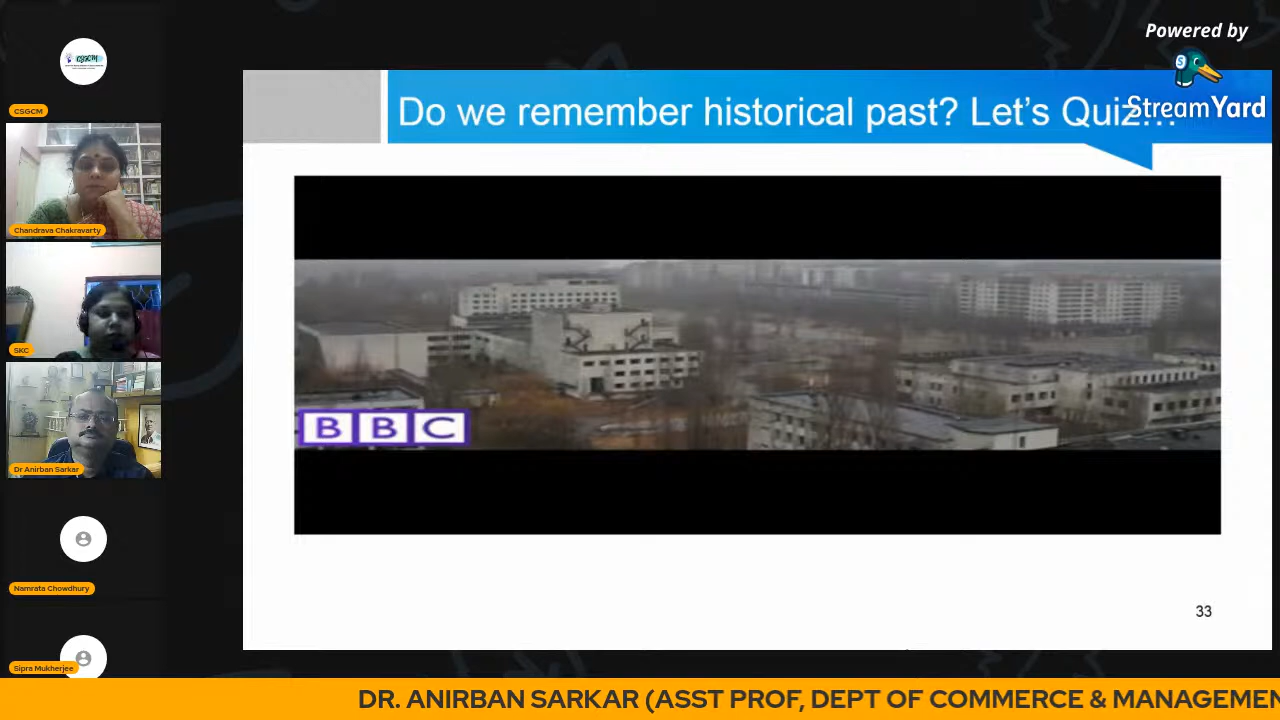 Powered by
StreamYard
CSGCM
CSGCM
Chandrava Chakravarty
SKC
Dr Anirban Sarkar
Namrata Chowdhury
Sipra Mukherjee
Do we remember historical past? Let’s Quiz...
BBC
33
DR. ANIRBAN SARKAR (ASST PROF, DEPT OF COMMERCE & MANAGEMEN